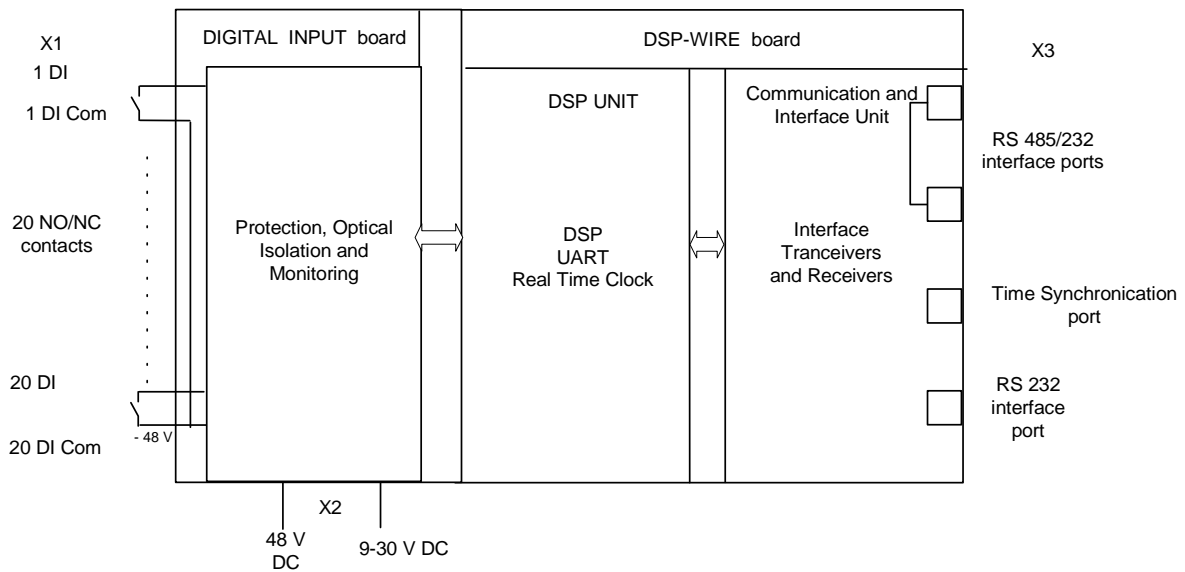 X1
1 DI
1 DI Com
20 NO/NC
contacts
20 DI
20 DI Com
- 48 V
DIGITAL INPUT board
Protection, Optical
Isolation and
Monitoring
X2
48 V
DC
9-30 V DC
DSP-WIRE board
DSP UNIT
DSP
UART
Real Time Clock
Communication and
Interface Unit
Interface
Tranceivers
and Receivers
X3
RS 485/232
interface ports
Time Synchronication
port
RS 232
interface
port